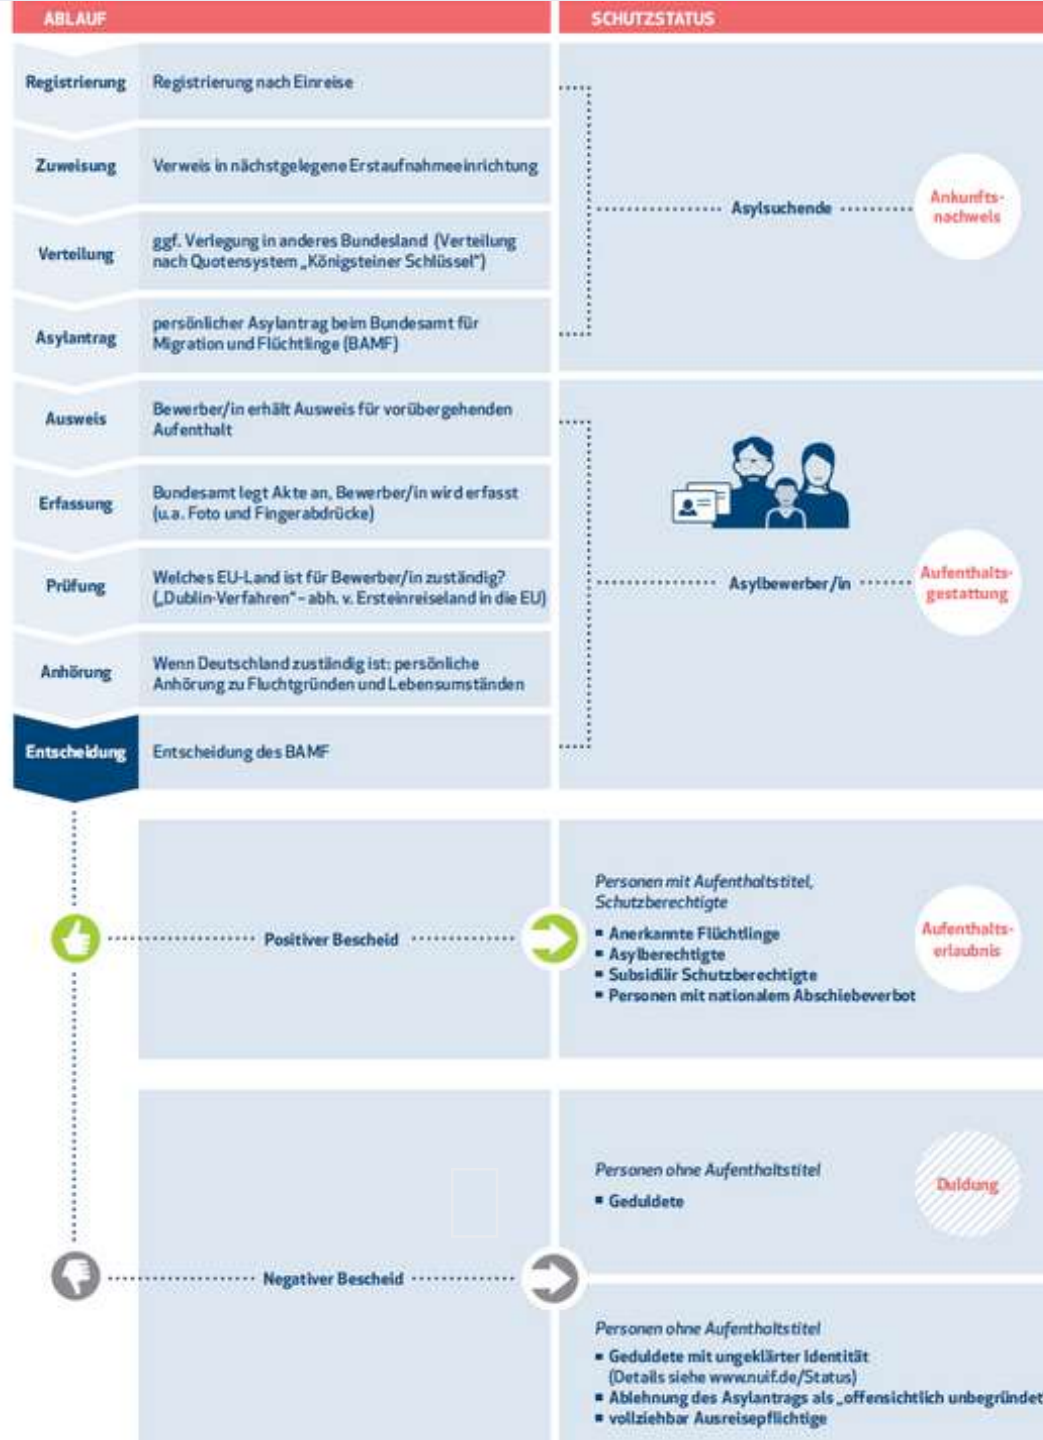 ABLAUF
SCHUTZSTATUS
Registrierung
Registrierung nach Einreise
Zuweisung
Verweis in nächstgelegene Erstaufnahmeeinrichtung
Verteilung
ggf. Verlegung in anderes Bundesland (Verteilung
nach Quotensystem „Königsteiner Schlüssel“)
Asylantrag
persönlicher Asylantrag beim Bundesamt für
Migration und Flüchtlinge (BAMF)
Asylsuchende
Ankunfts-
nachweis
Ausweis
Bewerber/in erhält Ausweis für vorübergehenden
Aufenthalt
Erfassung
Bundesamt legt Akte an, Bewerber/in wird erfasst
(u.a. Foto und Fingerabdrücke)
Prüfung
Welches EU-Land ist für Bewerber/in zuständig?
(„Dublin-Verfahren“ - abh. v. Ersteinreiseland in die EU)
Anhörung
Wenn Deutschland zuständig ist: persönliche
Anhörung zu Fluchtgründen und Lebensumständen
Entscheidung
Entscheidung des BAMF
Asylbewerber/in
Aufenthalts-
gestattung
Positiver Bescheid
Personen mit Aufenthaltstitel,
Schutzberechtigte
▪ Anerkannte Flüchtlinge
▪ Asylberechtigte
▪ Subsidiär Schutzberechtigte
▪ Personen mit nationalem Abschiebeverbot
Aufenthalts-
erlaubnis
Negativer Bescheid
Personen ohne Aufenthaltstitel
▪ Geduldete
Duldung
Personen ohne Aufenthaltstitel
▪ Geduldete mit ungeklärter Identität
(Details siehe www.nuif.de/Status)
▪ Ablehnung des Asylantrags als „offensichtlich unbegründet
▪ vollziehbar Ausreisepflichtige